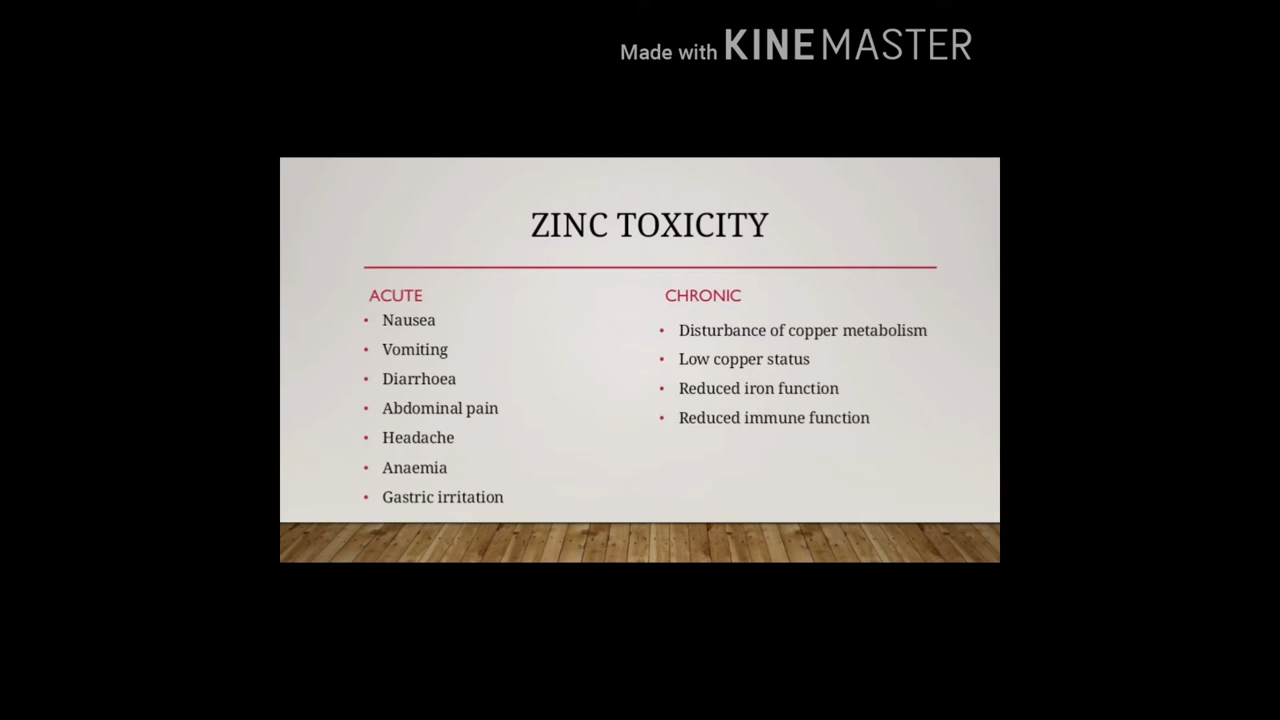 Made with KINEMASTER
ZINC TOXICITY
ACUTE
• Nausea
• Vomiting
• Diarrhoea
• Abdominal pain
• Headache
• Anaemia
• Gastric irritation
CHRONIC
• Disturbance of copper metabolism
• Low copper status
• Reduced iron function
• Reduced immune function